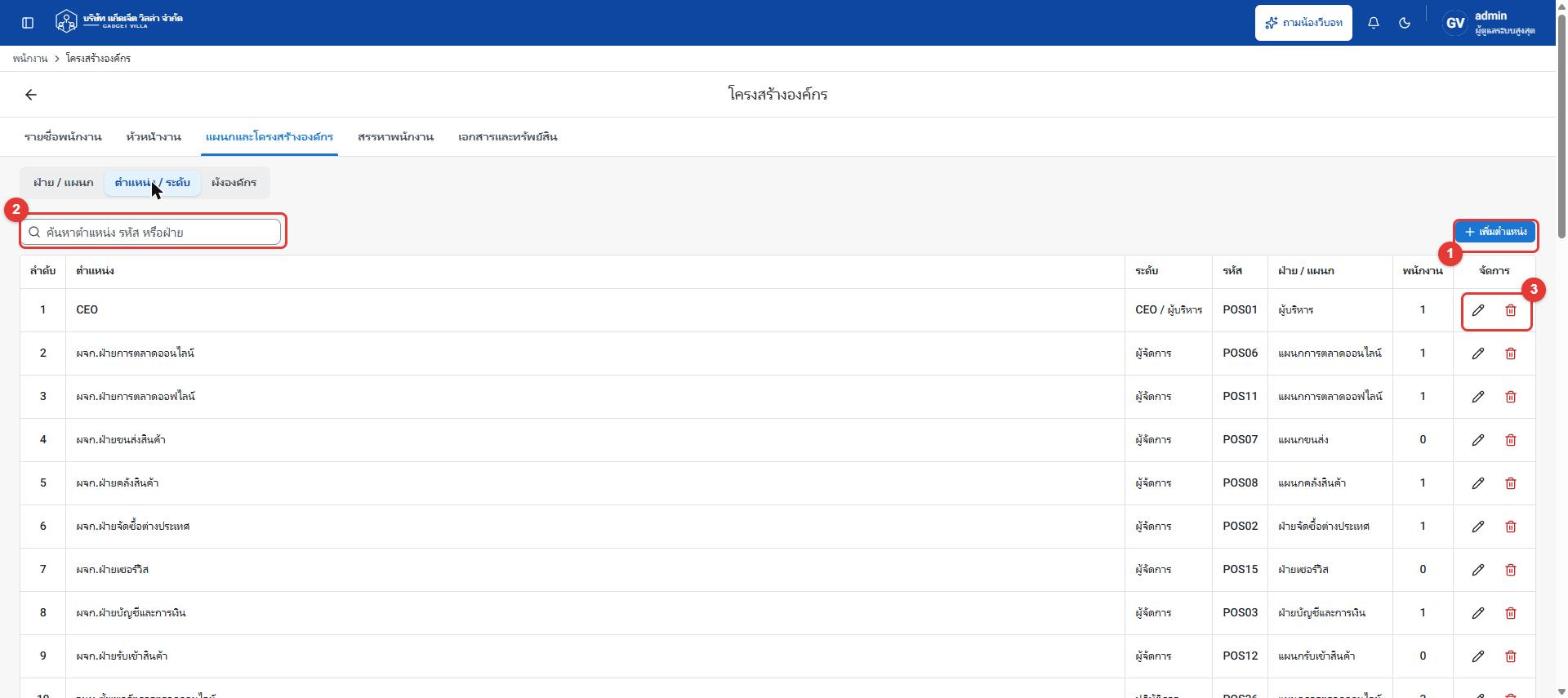 บริษัท แก็ดเจ็ต วิลล่า จำกัด
GADGET VILLA
ถามน้องวีบอท
GV
admin
ผู้ดูแลระบบสูงสุด
พนักงาน > โครงสร้างองค์กร
โครงสร้างองค์กร
รายชื่อพนักงาน หัวหน้างาน แผนกและโครงสร้างองค์กร สรรหาพนักงาน เอกสารและทรัพย์สิน
ฝ่าย / แผนก ตำแหน่ง / ระดับ ผังองค์กร
2
ค้นหาตำแหน่ง รหัส หรือฝ่าย
+ เพิ่มตำแหน่ง
1
ลำดับ ตำแหน่ง ระดับ รหัส ฝ่าย / แผนก พนักงาน จัดการ
3
1 CEO CEO / ผู้บริหาร POS01 ผู้บริหาร 1
2 ผจก.ฝ่ายการตลาดออนไลน์ ผู้จัดการ POS06 แผนกการตลาดออนไลน์ 1
3 ผจก.ฝ่ายการตลาดออฟไลน์ ผู้จัดการ POS11 แผนกการตลาดออฟไลน์ 1
4 ผจก.ฝ่ายขนส่งสินค้า ผู้จัดการ POS07 แผนกขนส่ง 0
5 ผจก.ฝ่ายคลังสินค้า ผู้จัดการ POS08 แผนกคลังสินค้า 1
6 ผจก.ฝ่ายจัดซื้อต่างประเทศ ผู้จัดการ POS02 ฝ่ายจัดซื้อต่างประเทศ 1
7 ผจก.ฝ่ายเซอร์วิส ผู้จัดการ POS15 ฝ่ายเซอร์วิส 0
8 ผจก.ฝ่ายบัญชีและการเงิน ผู้จัดการ POS03 ฝ่ายบัญชีและการเงิน 1
9 ผจก.ฝ่ายรับเข้าสินค้า ผู้จัดการ POS12 แผนกรับเข้าสินค้า 0